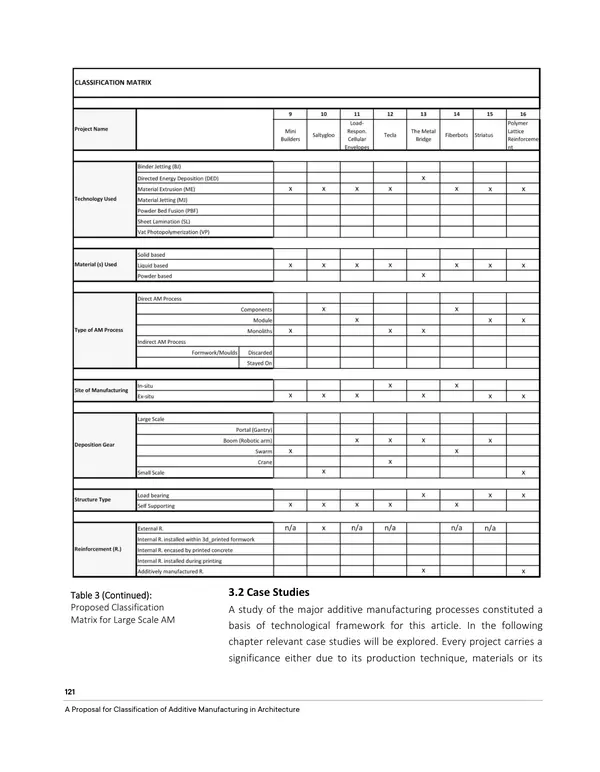 CLASSIFICATION MATRIX
9 10 11 12 13 14 15 16
Project Name Mini Builders Saltygloo Load-Respon. Cellular Envelopes Tecla The Metal Bridge Fiberbots Striatus Polymer Lattice Reinforceme nt
Technology Used
Binder Jetting (BJ)
Directed Energy Deposition (DED) x
Material Extrusion (ME) x x x x x x x
Material Jetting (MJ)
Powder Bed Fusion (PBF)
Sheet Lamination (SL)
Vat Photopolymerization (VP)
Material (s) Used
Solid based
Liquid based x x x x x x x
Powder based x
Type of AM Process
Direct AM Process
Components x x
Module x x x
Monoliths x x x
Indirect AM Process
Formwork/Moulds Discarded
Stayed On
Site of Manufacturing
In-situ x x
Ex-situ x x x x x x
Deposition Gear
Large Scale
Portal (Gantry)
Boom (Robotic arm) x x x x
Swarm x x
Crane x
Small Scale x x
Structure Type
Load bearing x x x
Self Supporting x x x x x
Reinforcement (R.)
External R. n/a x n/a n/a n/a n/a
Internal R. installed within 3d_printed formwork
Internal R. encased by printed concrete
Internal R. installed during printing
Additively manufactured R. x x
Table 3 (Continued):
Proposed Classification
Matrix for Large Scale AM
3.2 Case Studies
A study of the major additive manufacturing processes constituted a
basis of technological framework for this article. In the following
chapter relevant case studies will be explored. Every project carries a
significance either due to its production technique, materials or its
121
A Proposal for Classification of Additive Manufacturing in Architecture